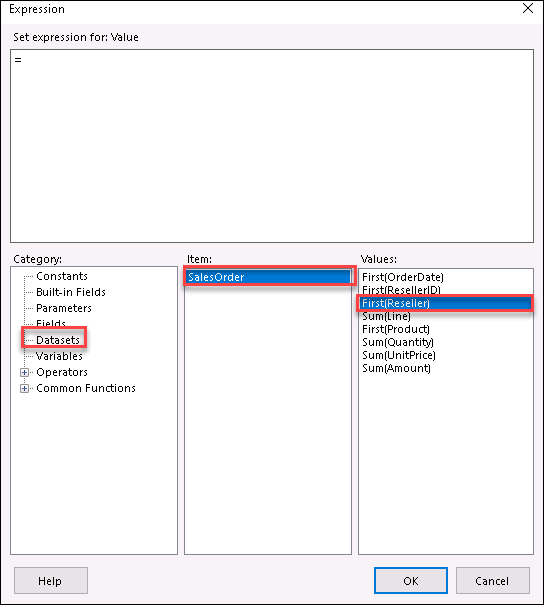 Expression
Set expression for: Value
=
Category:
Constants
Built-in Fields
Parameters
Fields
Datasets
Variables
Operators
Common Functions
Item:
SalesOrder
Values:
First(OrderDate)
First(ResellerID)
First(Reseller)
Sum(Line)
First(Product)
Sum(Quantity)
Sum(UnitPrice)
Sum(Amount)
Help
OK
Cancel